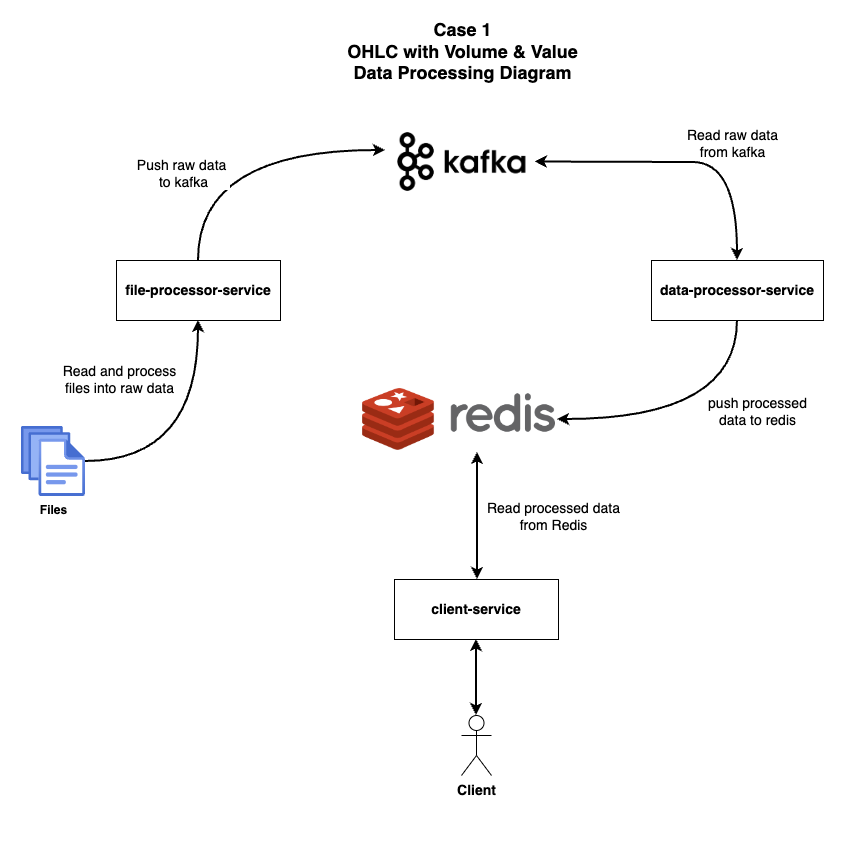 Case 1
OHLC with Volume & Value
Data Processing Diagram
Push raw data
to kafka
kafka
Read raw data
from kafka
file-processor-service
data-processor-service
Read and process
files into raw data
redis
push processed
data to redis
Files
Read processed data
from Redis
client-service
Client